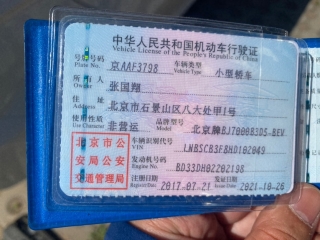 中华人民共和国机动车行驶证
Vehicle License of the People's Republic of China
号牌号码 京AAF3798 车辆类型 小型轿车
Plate No. Vehicle Type
所有人 张国翔
Owner
住址 北京市石景山区八大处甲1号
Address
使用性质 非营运 品牌型号 北京牌BJ7000B3D5-BEV
Use Character Model
北京市公 车辆识别代号 LNBSCB3F8HD102049
VIN
安局公安 发动机号码 BD33DH02202198
Engine No.
交通管理局 注册日期 2017-07-21 发证日期 2021-10-26
Register Date Issue Date